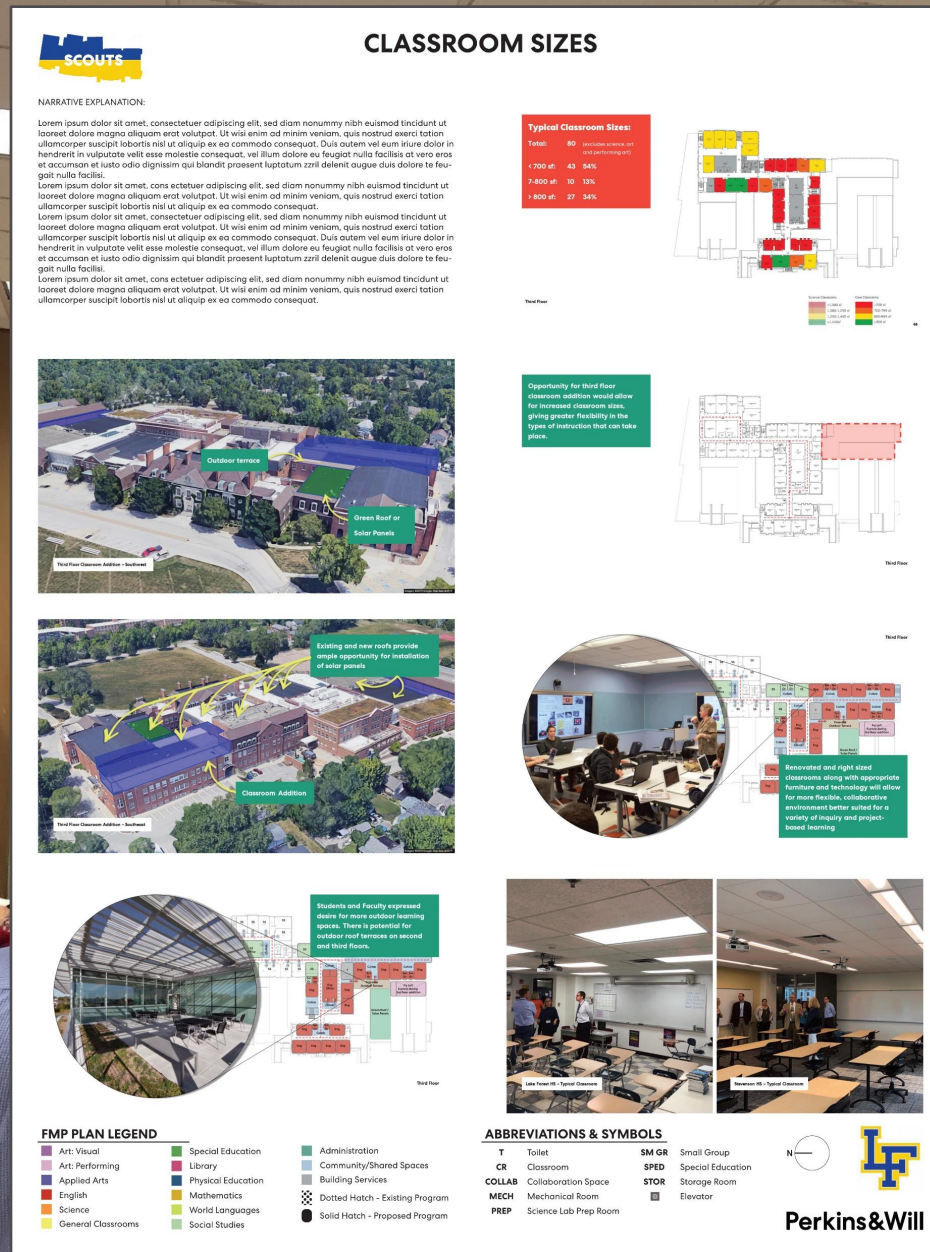 SCOUTS
CLASSROOM SIZES
NARRATIVE EXPLANATION:
Lorem ipsum dolor sit amet, consectetuer adipiscing elit, sed diam nonummy nibh euismod tincidunt ut
laoreet dolore magna aliquam erat volutpat. Ut wisi enim ad minim veniam, quis nostrud exerci tation
ullamcorper suscipit lobortis nisl ut aliquip ex ea commodo consequat. Duis autem vel eum iriure dolor in
hendrerit in vulputate velit esse molestie consequat, vel illum dolore eu feugiat nulla facilisis at vero eros
et accumsan et iusto odio dignissim qui blandit praesent luptatum zzril delenit augue duis dolore te feu-
gait nulla facilisi.
Lorem ipsum dolor sit amet, cons ectetuer adipiscing elit, sed diam nonummy nibh euismod tincidunt ut
laoreet dolore magna aliquam erat volutpat. Ut wisi enim ad minim veniam, quis nostrud exerci tation
ullamcorper suscipit lobortis nisl ut aliquip ex ea commodo consequat.
Lorem ipsum dolor sit amet, consectetuer adipiscing elit, sed diam nonummy nibh euismod tincidunt ut
laoreet dolore magna aliquam erat volutpat. Ut wisi enim ad minim veniam, quis nostrud exerci tation
ullamcorper suscipit lobortis nisl ut aliquip ex ea commodo consequat. Duis autem vel eum iriure dolor in
hendrerit in vulputate velit esse molestie consequat, vel illum dolore eu feugiat nulla facilisis at vero eros
et accumsan et iusto odio dignissim qui blandit praesent luptatum zzril delenit augue duis dolore te feu-
gait nulla facilisi.
Lorem ipsum dolor sit amet, cons ectetuer adipiscing elit, sed diam nonummy nibh euismod tincidunt ut
laoreet dolore magna aliquam erat volutpat. Ut wisi enim ad minim veniam, quis nostrud exerci tation
ullamcorper suscipit lobortis nisl ut aliquip ex ea commodo consequat.
Typical Classroom Sizes:
Total: 80 (excludes science, art
and performing art)
< 700 sf: 43 54%
7-800 sf: 10 13%
> 800 sf: 27 34%
Third Floor
Science Classrooms
Core Classrooms
Outdoor terrace
Green Roof or
Solar Panels
Third Floor Classroom Addition - Southwest
Opportunity for third floor
classroom addition would allow
for increased classroom sizes,
giving greater flexibility in the
types of instruction that can take
place.
Third Floor
Existing and new roofs provide
ample opportunity for installation
of solar panels
Classroom Addition
Third Floor Classroom Addition - Southeast
Third Floor
Renovated and right sized
classrooms along with appropriate
furniture and technology will allow
for more flexible, collaborative
environment better suited for a
variety of inquiry and project-
based learning
Students and Faculty expressed
desire for more outdoor learning
spaces. There is potential for
outdoor roof terraces on second
and third floors.
Third Floor
Lake Forest HS - Typical Classroom
Stevenson HS - Typical Classroom
FMP PLAN LEGEND
Art: Visual
Art: Performing
Applied Arts
English
Science
General Classrooms
Special Education
Library
Physical Education
Mathematics
World Languages
Social Studies
Administration
Community/Shared Spaces
Building Services
Dotted Hatch - Existing Program
Solid Hatch - Proposed Program
ABBREVIATIONS & SYMBOLS
T Toilet
CR Classroom
COLLAB Collaboration Space
MECH Mechanical Room
PREP Science Lab Prep Room
SM GR Small Group
SPED Special Education
STOR Storage Room
Elevator
N
LF
Perkins&Will